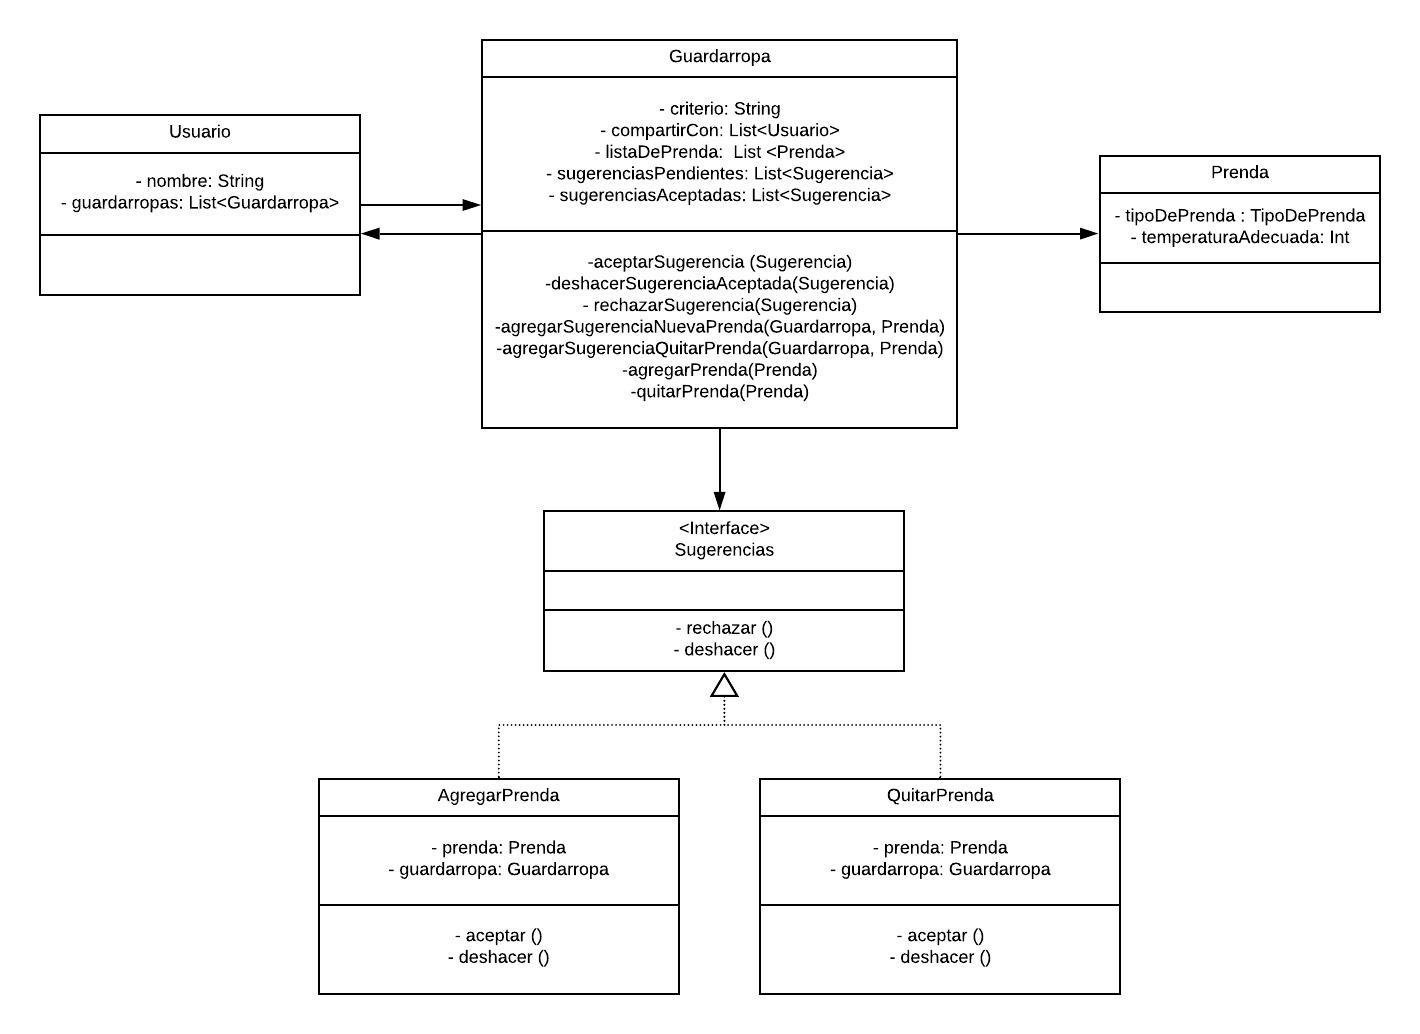 Guardarropa
- criterio: String
- compartirCon: List<Usuario>
- listaDePrenda:  List <Prenda>
- sugerenciasPendientes: List<Sugerencia>
- sugerenciasAceptadas: List<Sugerencia>
-aceptarSugerencia (Sugerencia)
-deshacerSugerenciaAceptada(Sugerencia)
- rechazarSugerencia(Sugerencia)
-agregarSugerenciaNuevaPrenda(Guardarropa, Prenda)
-agregarSugerenciaQuitarPrenda(Guardarropa, Prenda)
-agregarPrenda(Prenda)
-quitarPrenda(Prenda)
Usuario
- nombre: String
- guardarropas: List<Guardarropa>
Prenda
- tipoDePrenda : TipoDePrenda
- temperaturaAdecuada: Int
<Interface>
Sugerencias
- rechazar ()
- deshacer ()
AgregarPrenda
- prenda: Prenda
- guardarropa: Guardarropa
- aceptar ()
- deshacer ()
QuitarPrenda
- prenda: Prenda
- guardarropa: Guardarropa
- aceptar ()
- deshacer ()